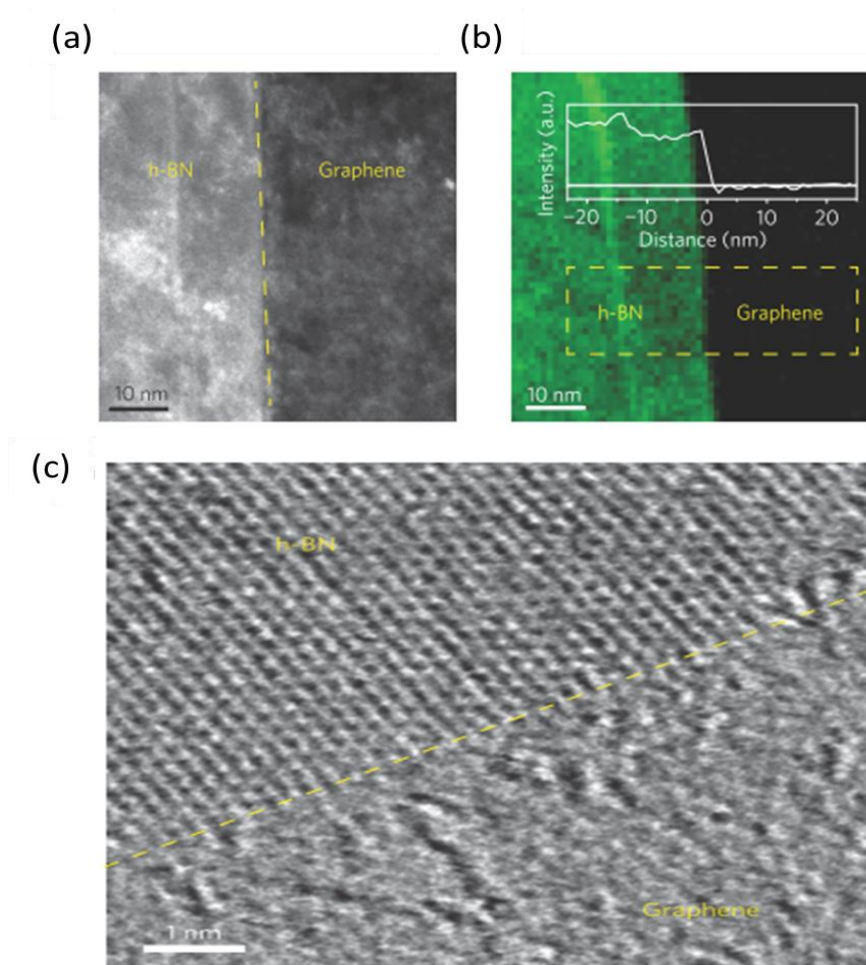 (a)
h-BN
Graphene
10 nm
(b)
Intensity (a.u.)
−20 −10 0 10 20
Distance (nm)
h-BN
Graphene
10 nm
(c)
h-BN
Graphene
1 nm